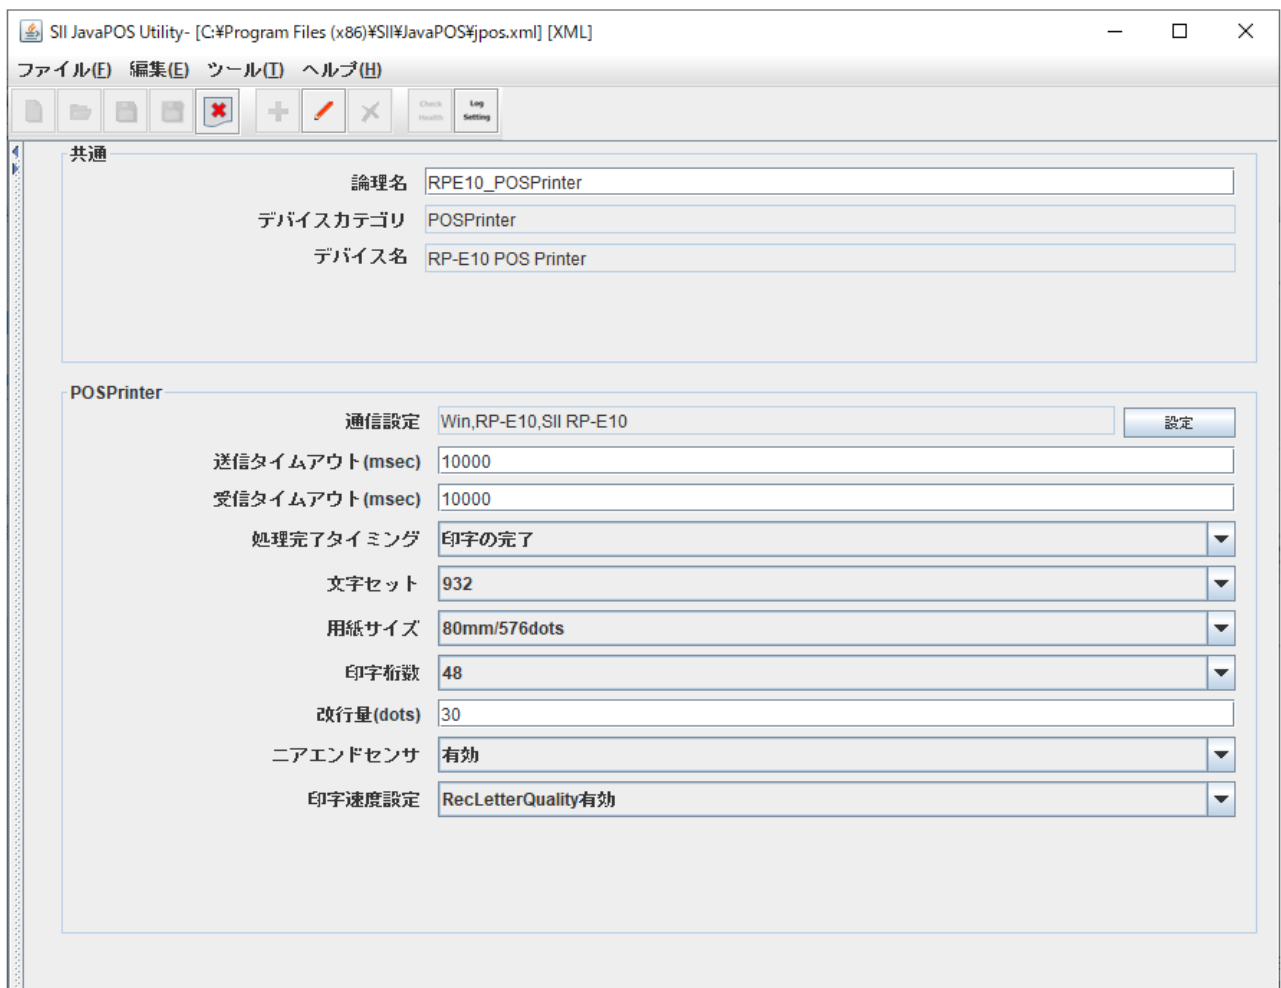 SII JavaPOS Utility- [C:¥Program Files (x86)¥SII¥JavaPOS¥jpos.xml] [XML]
ファイル(F) 編集(E) ツール(T) ヘルプ(H)
Check Health Log Setting
共通
論理名 RPE10_POSPrinter
デバイスカテゴリ POSPrinter
デバイス名 RP-E10 POS Printer
POSPrinter
通信設定 Win,RP-E10,SII RP-E10 設定
送信タイムアウト(msec) 10000
受信タイムアウト(msec) 10000
処理完了タイミング 印字の完了
文字セット 932
用紙サイズ 80mm/576dots
印字桁数 48
改行量(dots) 30
ニアエンドセンサ 有効
印字速度設定 RecLetterQuality有効